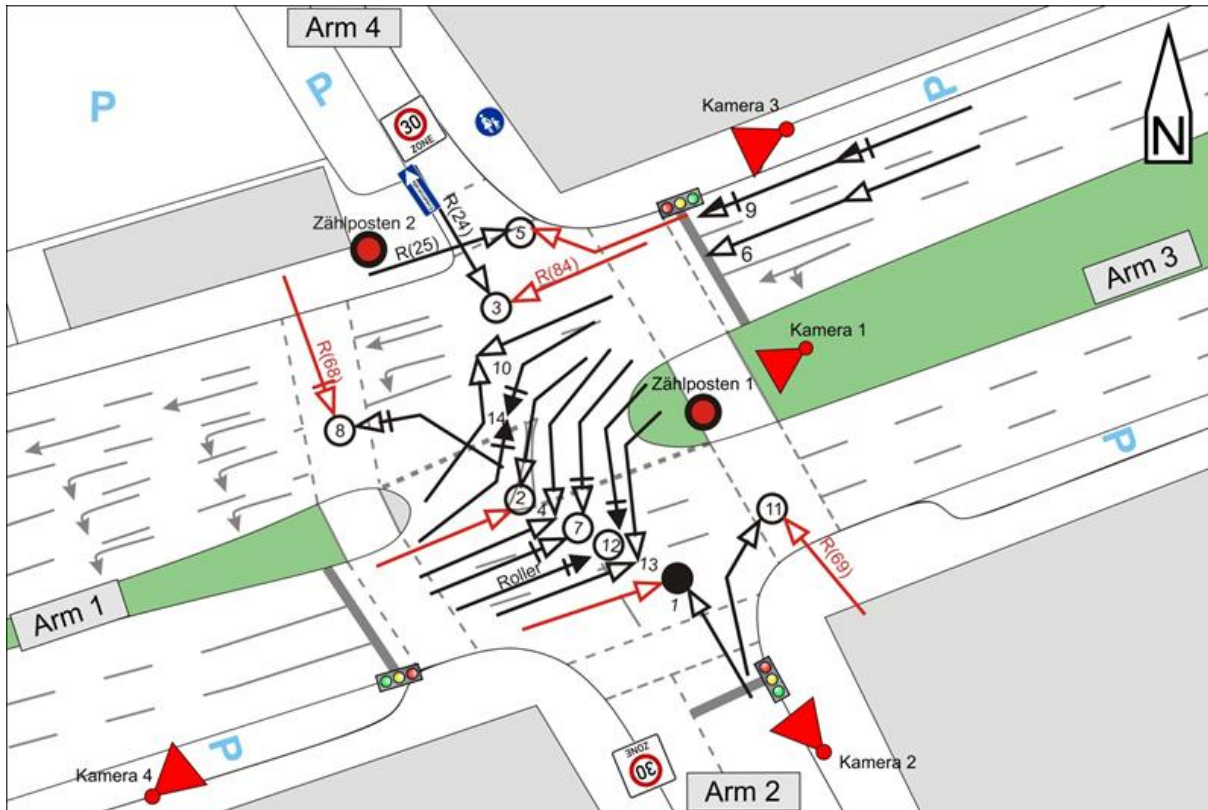 Arm 4
P
P
P
30
ZONE
Kamera 3
N
Zählposten 2
R(24)
R(25)
5
9
6
R(84)
3
Arm 3
R(68)
10
Kamera 1
Zählposten 1
14
8
2
4
7
11
12
P
Roller
13
R(69)
1
Arm 1
P
Kamera 4
ZONE
30
Arm 2
Kamera 2